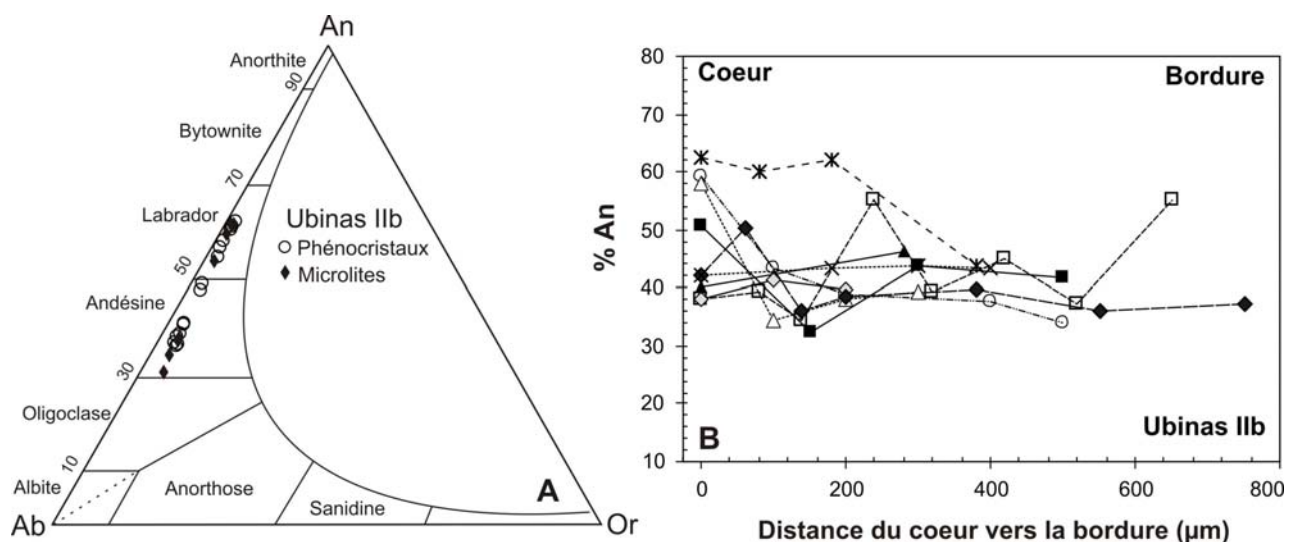 An
Anorthite
90
Bytownite
70
Labrador
Ubinas IIb
Phénocristaux
Microlites
50
Andésine
30
Oligoclase
10
Albite
Anorthose
Sanidine
A
Ab
Or
80
70
60
50
40
30
20
10
% An
Coeur
Bordure
B
Ubinas IIb
0
200
400
600
800
Distance du coeur vers la bordure (µm)